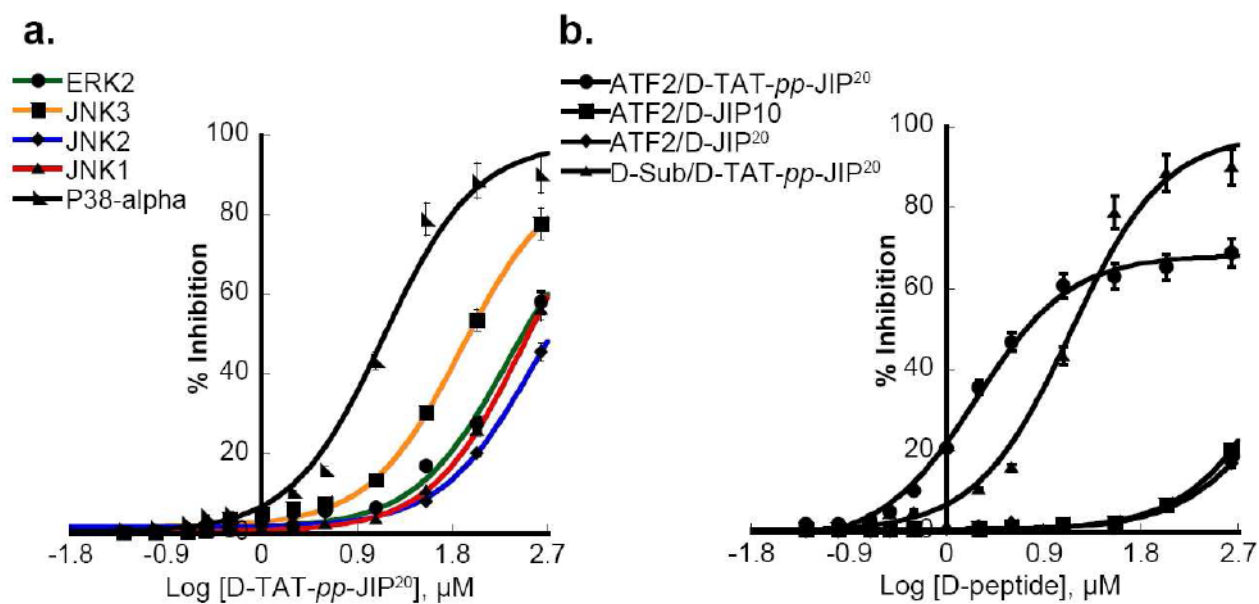 a.
ERK2
JNK3
JNK2
JNK1
P38-alpha
% Inhibition
100
80
60
40
20
-1.8 -0.9 0 0.9 1.8 2.7
Log [D-TAT-pp-JIP²⁰], µM
b.
ATF2/D-TAT-pp-JIP²⁰
ATF2/D-JIP10
ATF2/D-JIP²⁰
D-Sub/D-TAT-pp-JIP²⁰
% Inhibition
100
80
60
40
20
-1.8 -0.9 0 0.9 1.8 2.7
Log [D-peptide], µM